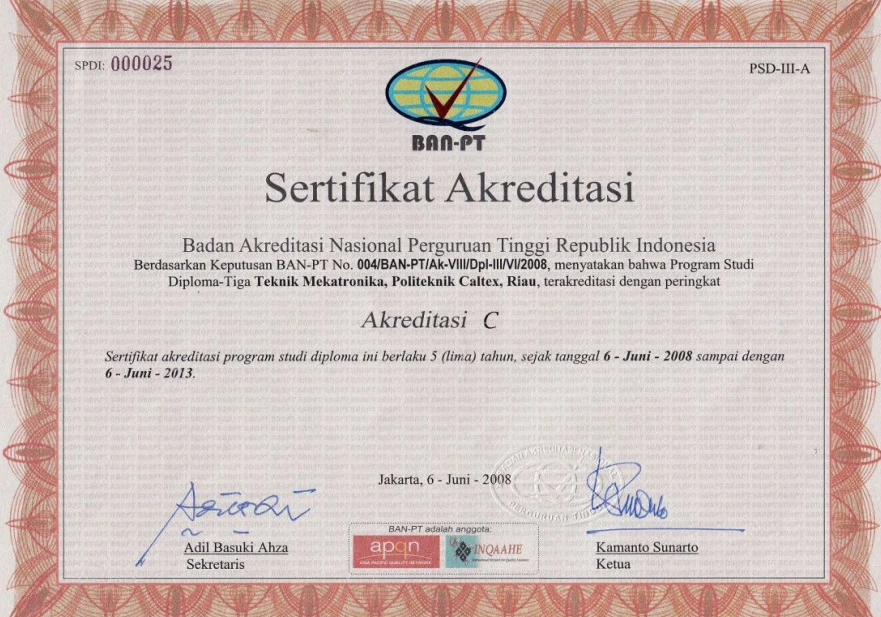 SPDI: 000025
PSD-III-A
BAN-PT
Sertifikat Akreditasi
Badan Akreditasi Nasional Perguruan Tinggi Republik Indonesia
Berdasarkan Keputusan BAN-PT No. 004/BAN-PT/Ak-VIII/Dpl-III/VI/2008, menyatakan bahwa Program Studi
Diploma-Tiga Teknik Mekatronika, Politeknik Caltex, Riau, terakreditasi dengan peringkat
Akreditasi C
Sertifikat akreditasi program studi diploma ini berlaku 5 (lima) tahun, sejak tanggal 6 - Juni - 2008 sampai dengan
6 - Juni - 2013.
Jakarta, 6 - Juni - 2008
BAN-PT adalah anggota:
apqn
ASIA PACIFIC QUALITY NETWORK
INQAAHE
Adil Basuki Ahza
Sekretaris
Kamanto Sunarto
Ketua